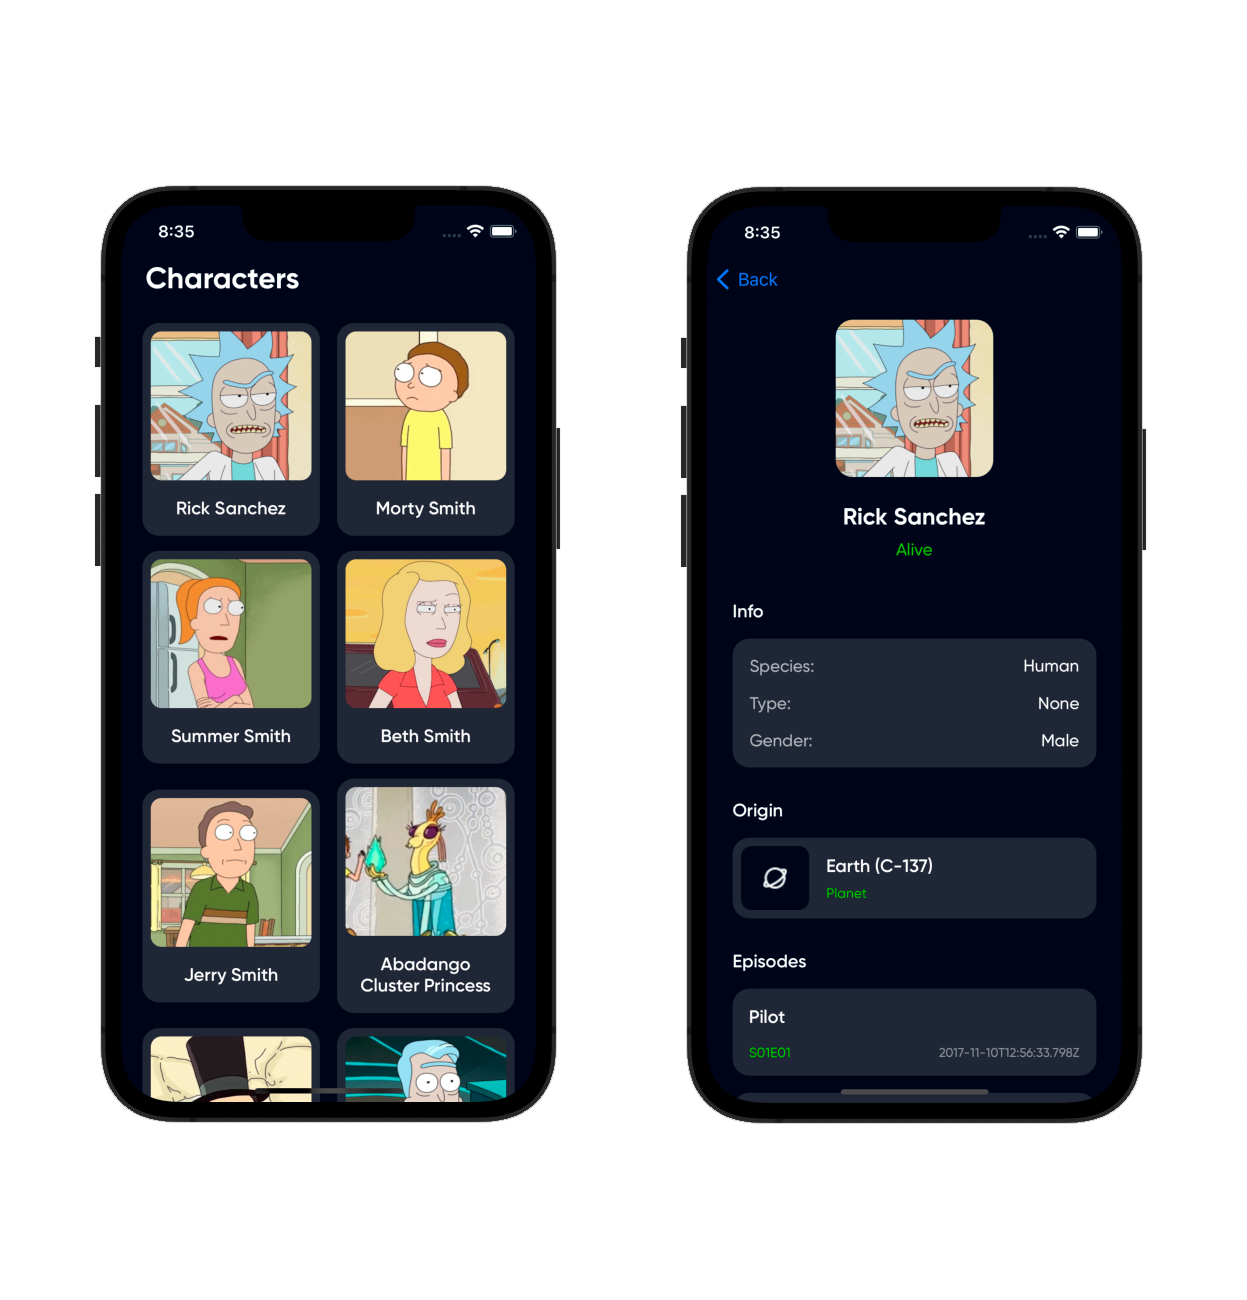 8:35
Characters
Rick Sanchez
Morty Smith
Summer Smith
Beth Smith
Jerry Smith
Abadango
Cluster Princess
8:35
Back
Rick Sanchez
Alive
Info
Species: Human
Type: None
Gender: Male
Origin
Earth (C-137)
Planet
Episodes
Pilot
S01E01 2017-11-10T12:56:33.798Z